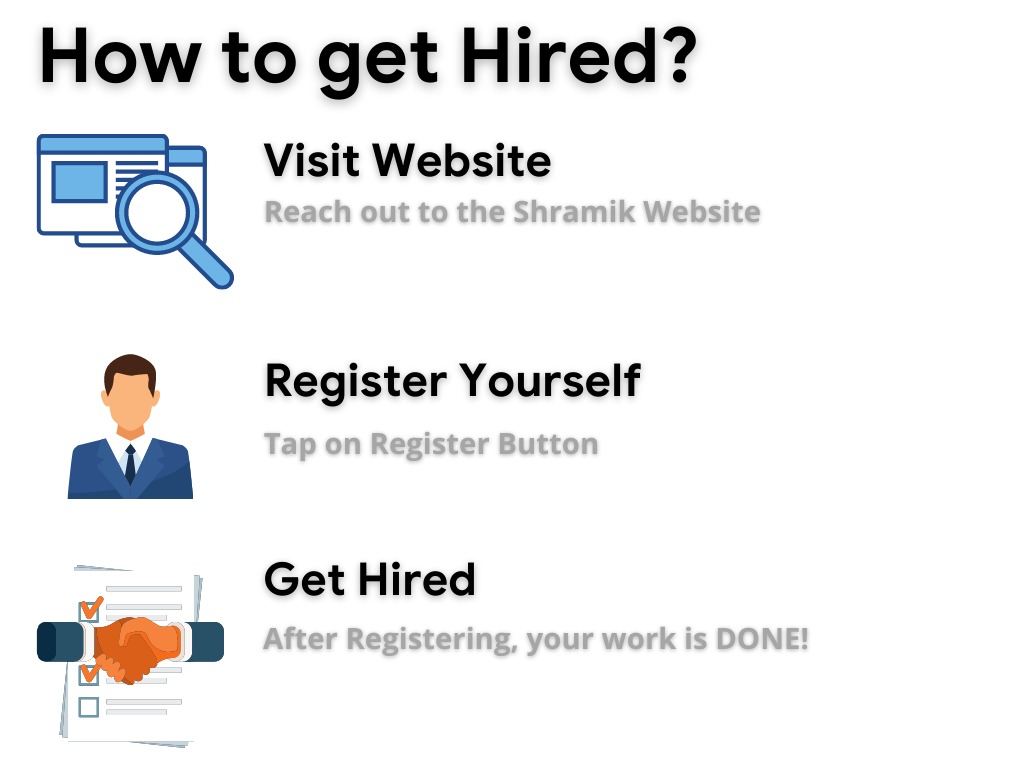 How to get Hired?
Visit Website
Reach out to the Shramik Website
Register Yourself
Tap on Register Button
Get Hired
After Registering, your work is DONE!